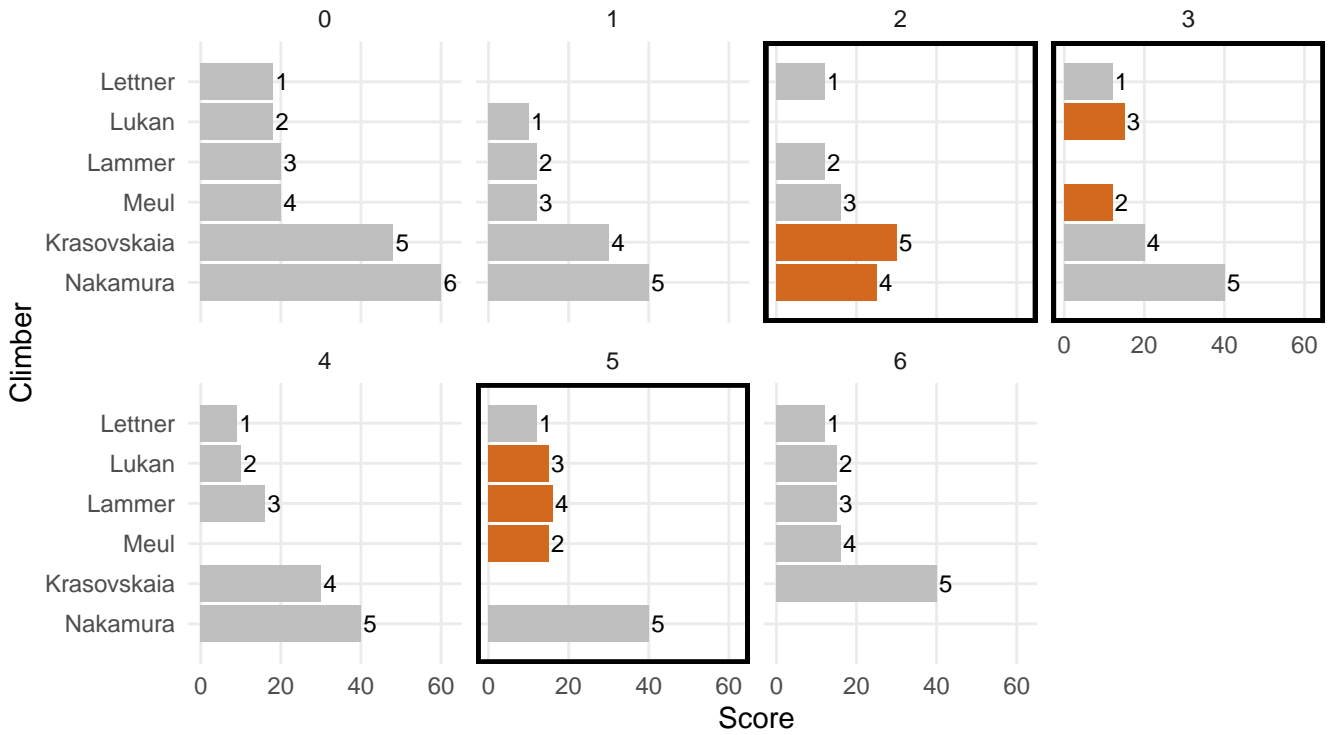 0 1 2 3
Lettner 1 1 1
Lukan 2 1 3
Lammer 3 2 2
Meul 4 3 3 2
Krasovskaia 5 4 5 4
Nakamura 6 5 4 5
0 20 40 60
Climber
4 5 6
Lettner 1 1 1
Lukan 2 3 2
Lammer 3 4 3
Meul 2 4
Krasovskaia 4 5
Nakamura 5 5
0 20 40 60 0 20 40 60 0 20 40 60
Score